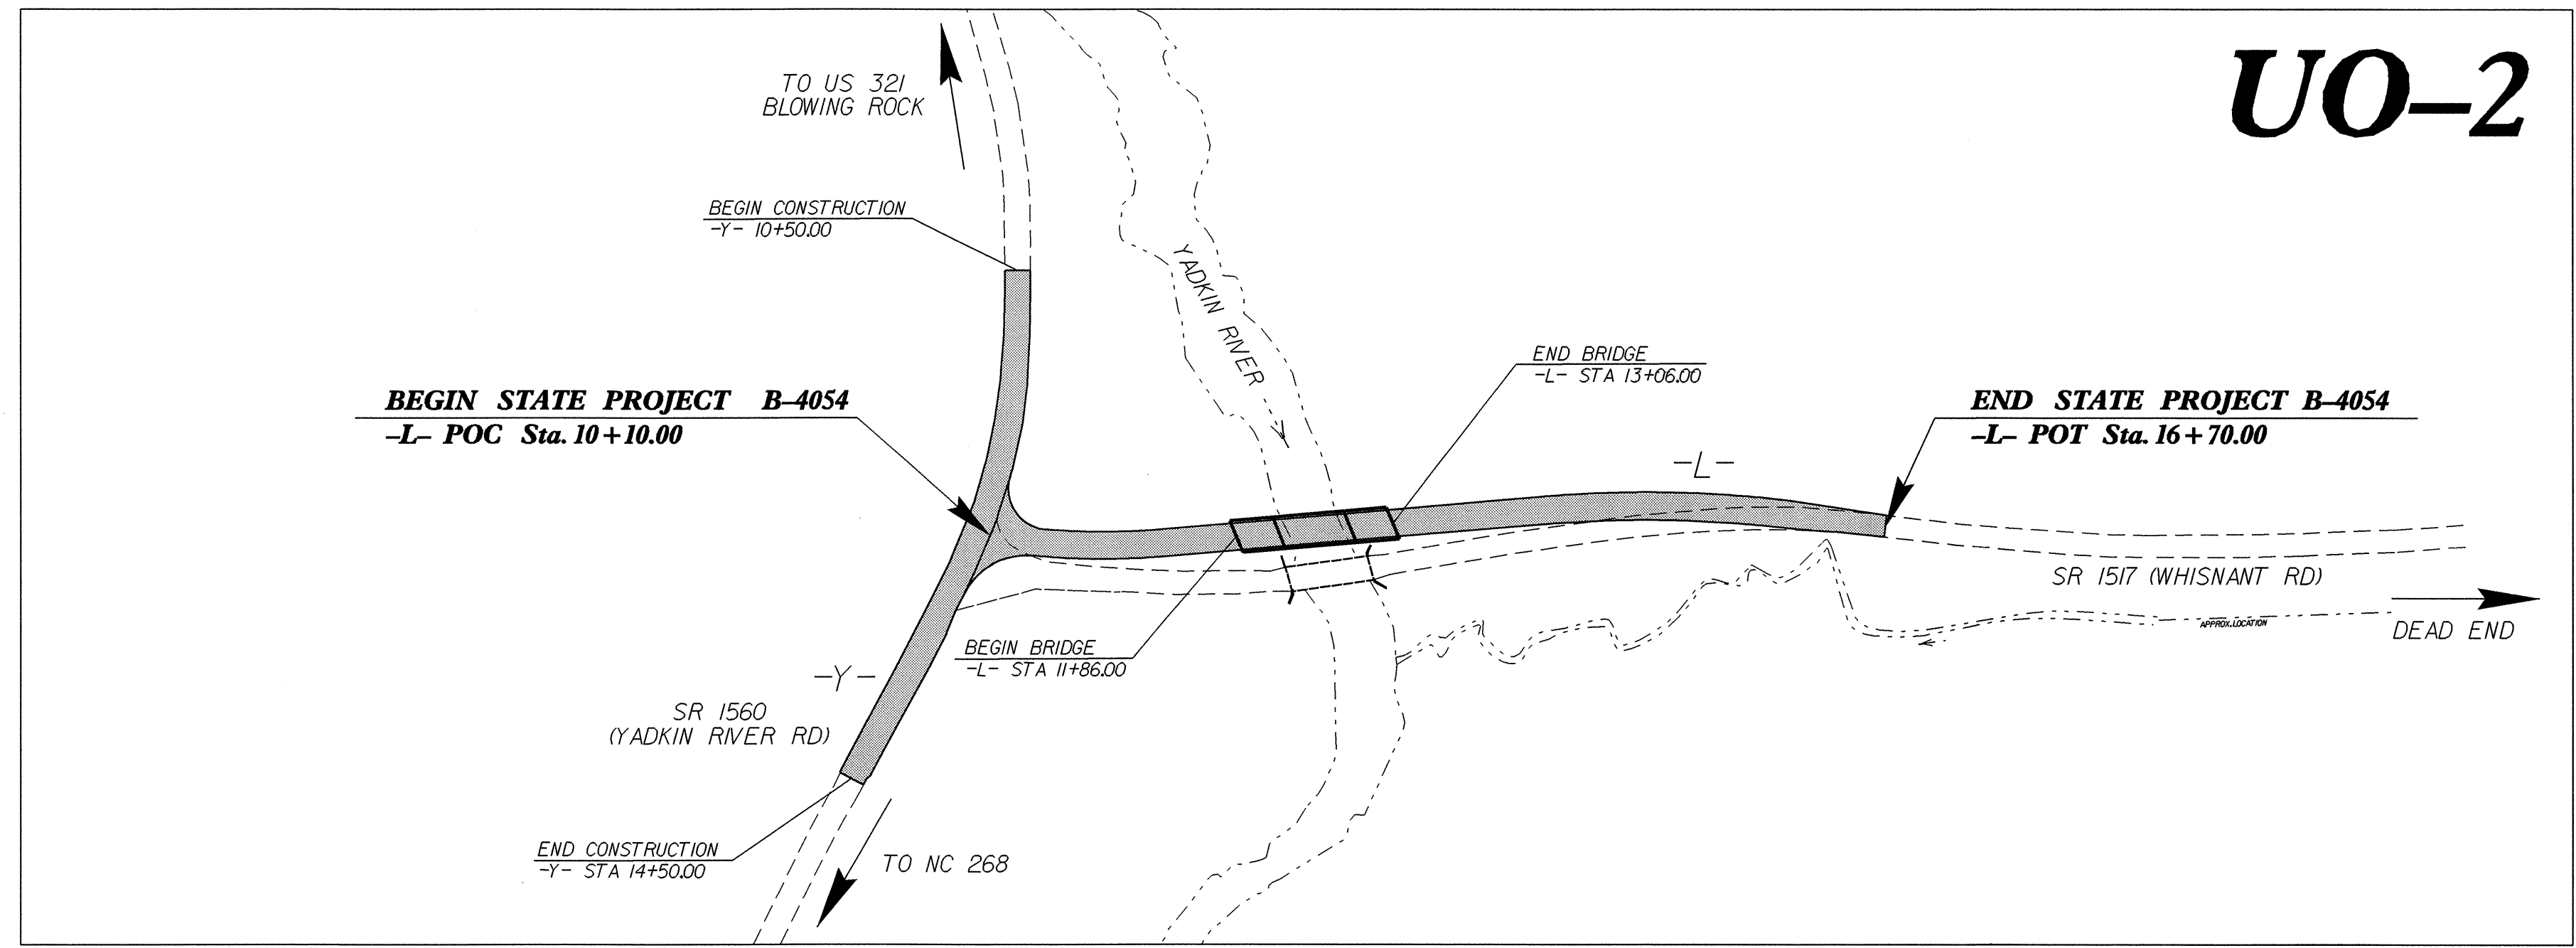 UO–2
TO US 321
BLOWING ROCK
BEGIN CONSTRUCTION
-Y- 10+50.00
YADKIN RIVER
END BRIDGE
-L- STA 13+06.00
BEGIN STATE PROJECT B–4054
–L– POC Sta. 10+10.00
END STATE PROJECT B–4054
–L– POT Sta. 16+70.00
-L-
SR 1517 (WHISNANT RD)
APPROX. LOCATION
DEAD END
BEGIN BRIDGE
-L- STA 11+86.00
-Y-
SR 1560
(YADKIN RIVER RD)
END CONSTRUCTION
-Y- STA 14+50.00
TO NC 268